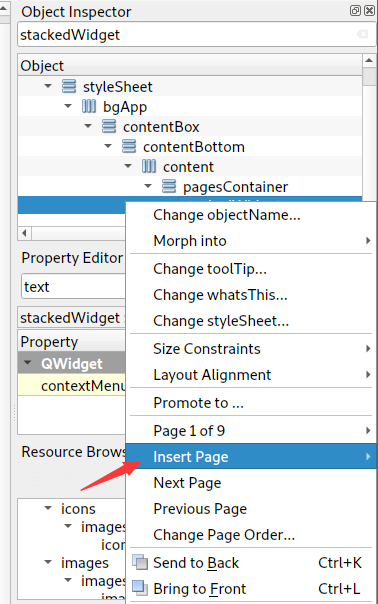 Object Inspector
stackedWidget
Object
styleSheet
bgApp
contentBox
contentBottom
content
pagesContainer
Change objectName...
Morph into
Property Editor
Change toolTip...
text
Change whatsThis...
stackedWidget
Change styleSheet...
Property
Size Constraints
QWidget
Layout Alignment
contextMenu
Promote to ...
Page 1 of 9
Resource Brows
Insert Page
Next Page
icons
Previous Page
images
Change Page Order...
icon
Send to Back Ctrl+K
images
Bring to Front Ctrl+L
images